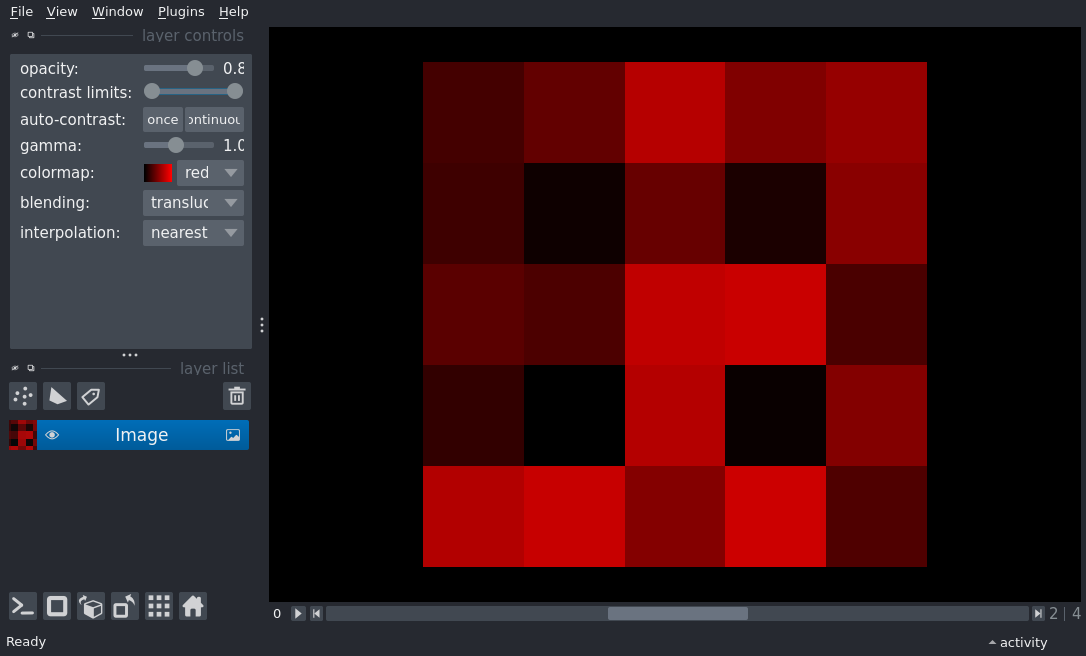 File View Window Plugins Help
layer controls
opacity: 0.8
contrast limits:
auto-contrast: once ontinuou
gamma: 1.0
colormap: red
blending: transluc
interpolation: nearest
layer list
Image
0 2 | 4
Ready activity